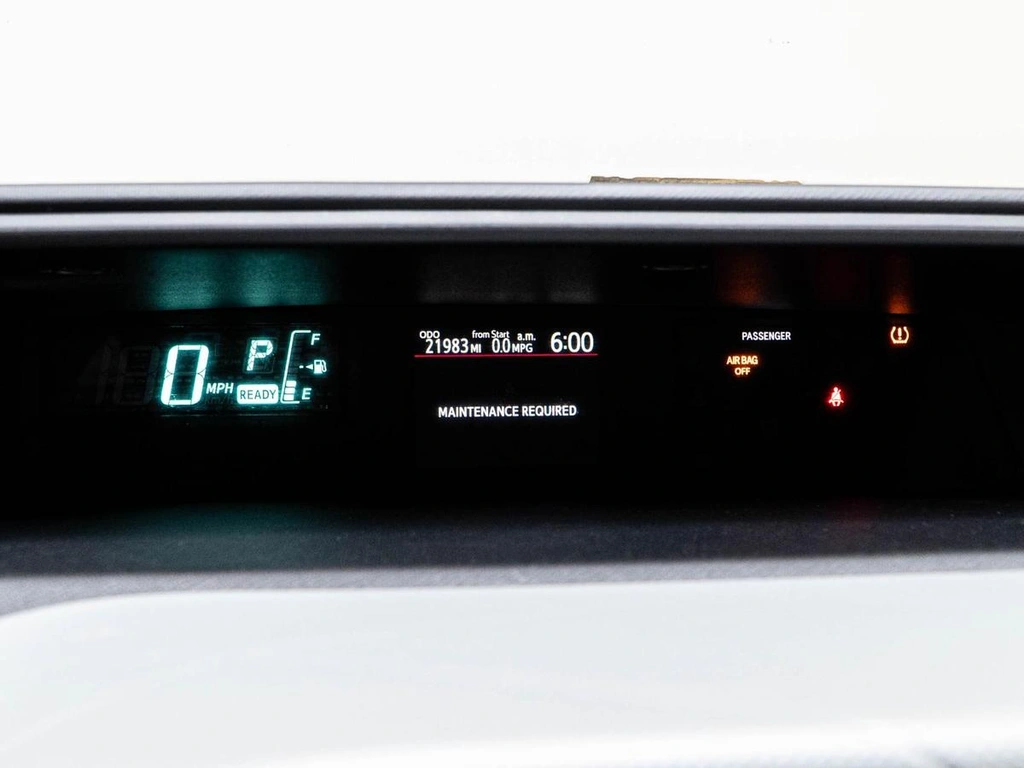 0 MPH
P
READY
F
E
ODO
21983 MI
from Start
0.0 MPG
a.m.
6:00
MAINTENANCE REQUIRED
PASSENGER
AIR BAG
OFF